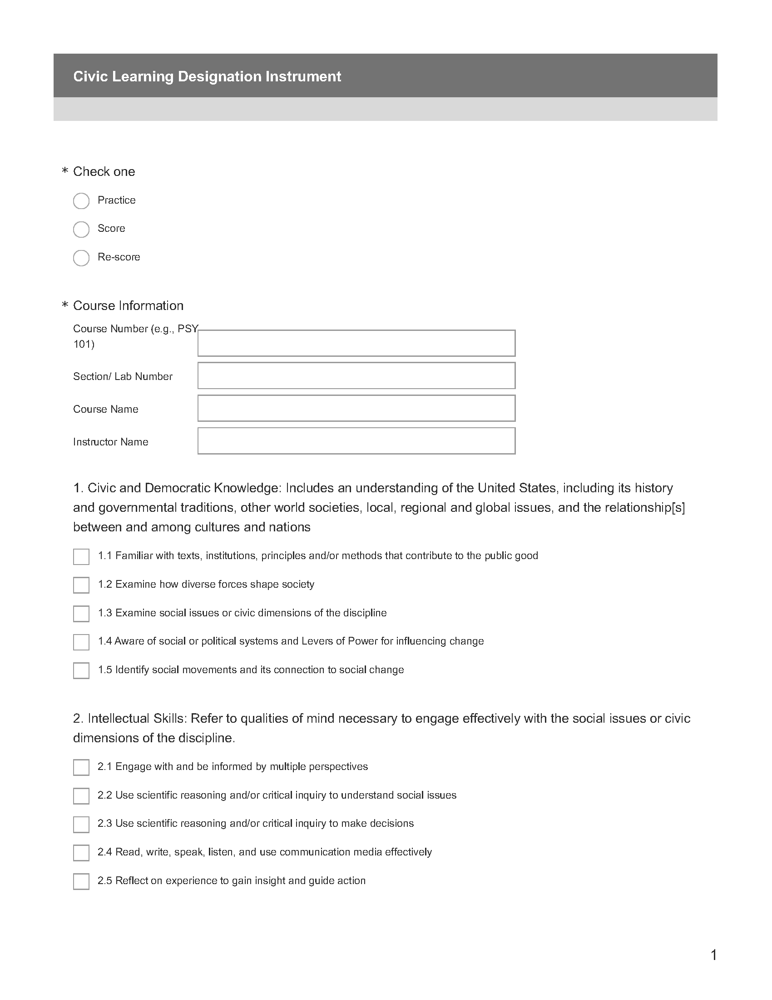 Civic Learning Designation Instrument
* Check one
Practice
Score
Re-score
* Course Information
Course Number (e.g., PSY
101)
Section/ Lab Number
Course Name
Instructor Name
1. Civic and Democratic Knowledge: Includes an understanding of the United States, including its history
and governmental traditions, other world societies, local, regional and global issues, and the relationship[s]
between and among cultures and nations
1.1 Familiar with texts, institutions, principles and/or methods that contribute to the public good
1.2 Examine how diverse forces shape society
1.3 Examine social issues or civic dimensions of the discipline
1.4 Aware of social or political systems and Levers of Power for influencing change
1.5 Identify social movements and its connection to social change
2. Intellectual Skills: Refer to qualities of mind necessary to engage effectively with the social issues or civic
dimensions of the discipline.
2.1 Engage with and be informed by multiple perspectives
2.2 Use scientific reasoning and/or critical inquiry to understand social issues
2.3 Use scientific reasoning and/or critical inquiry to make decisions
2.4 Read, write, speak, listen, and use communication media effectively
2.5 Reflect on experience to gain insight and guide action
1